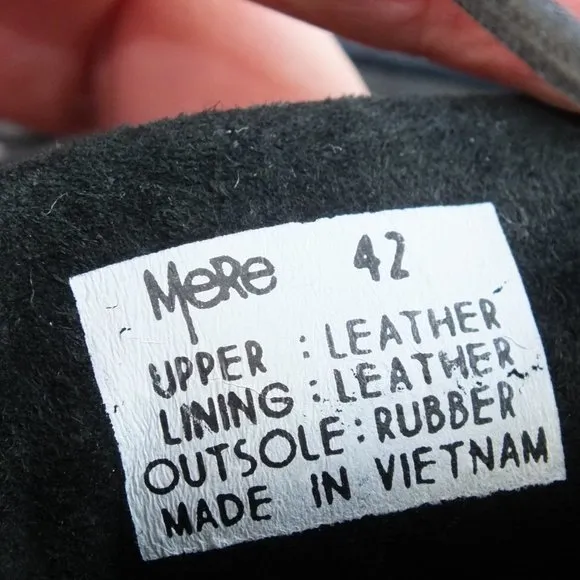 MeRe 42
UPPER : LEATHER
LINING : LEATHER
OUTSOLE : RUBBER
MADE IN VIETNAM